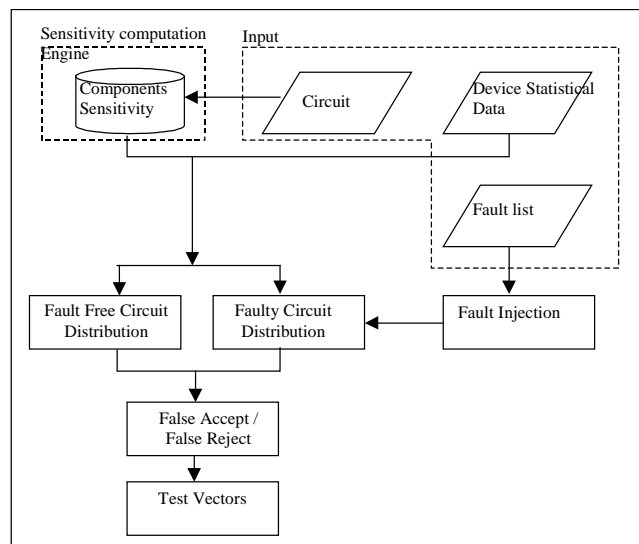 Sensitivity computation
Engine
Input
Components
Sensitivity
Circuit
Device Statistical
Data
Fault list
Fault Free Circuit
Distribution
Faulty Circuit
Distribution
Fault Injection
False Accept /
False Reject
Test Vectors